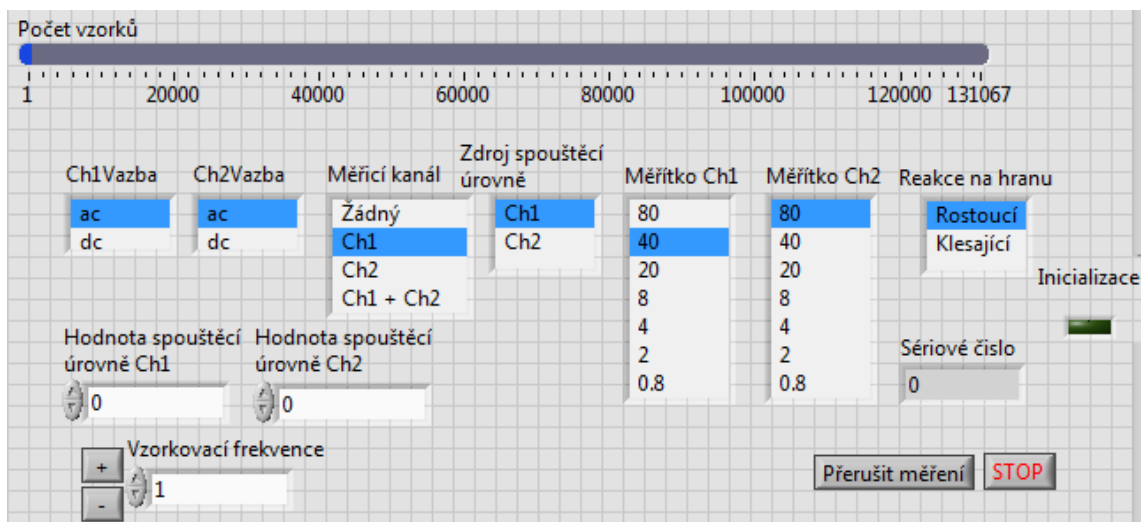 Počet vzorků
1 20000 40000 60000 80000 100000 120000 131067
Ch1Vazba
ac
dc
Ch2Vazba
ac
dc
Měřicí kanál
Žádný
Ch1
Ch2
Ch1 + Ch2
Zdroj spouštěcí
úrovně
Ch1
Ch2
Měřítko Ch1
80
40
20
8
4
2
0.8
Měřítko Ch2
80
40
20
8
4
2
0.8
Reakce na hranu
Rostoucí
Klesající
Inicializace
Hodnota spouštěcí
úrovně Ch1
0
Hodnota spouštěcí
úrovně Ch2
0
Sériové čislo
0
Vzorkovací frekvence
+
-
1
Přerušit měření
STOP